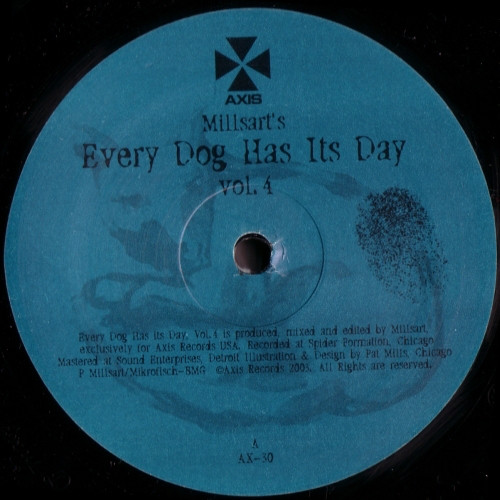 AXIS
Millsart's
Every Dog Has Its Day
vol. 4
Every Dog Has Its Day, Vol.4 is produced, mixed and edited by Millsart,
exclusively for Axis Records USA. Recorded at Spider Formation, Chicago.
Mastered at Sound Enterprises, Detroit Illustration & Design by Pat Mills, Chicago
P Millsart/Mikrofisch-BMG ©Axis Records 2003. All Rights are reserved.
A
AX-30